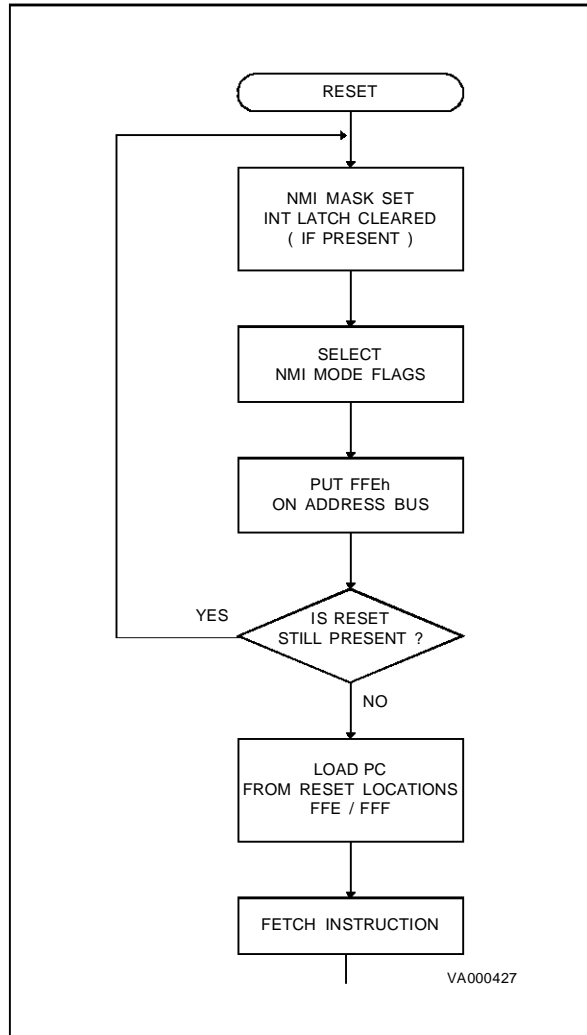 RESET
NMI MASK SET
INT LATCH CLEARED
( IF PRESENT )
SELECT
NMI MODE FLAGS
PUT FFEh
ON ADDRESS BUS
YES
IS RESET
STILL PRESENT ?
NO
LOAD PC
FROM RESET LOCATIONS
FFE / FFF
FETCH INSTRUCTION
VA000427